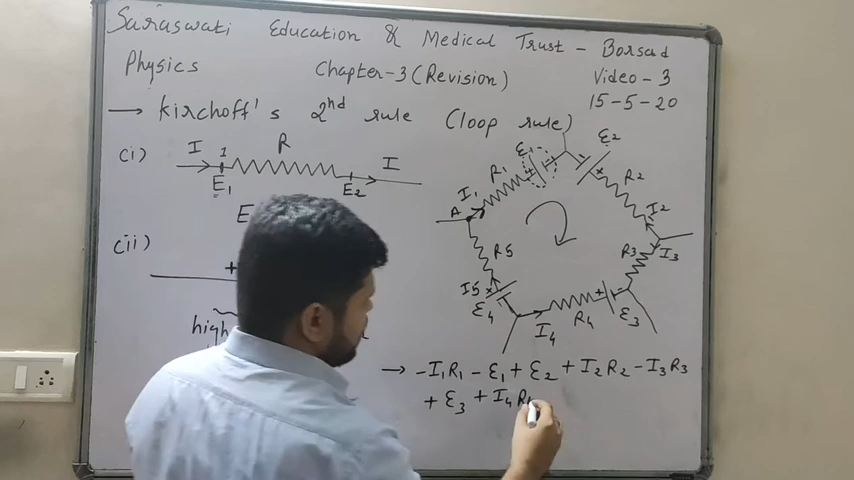 Saraswati Education & Medical Trust - Borsad
Physics Chapter-3 (Revision) Video - 3
15-5-20
→ Kirchoff's 2nd rule (loop rule)
(i) I 1 R I
E1 E2
E
(ii)
+
high
ε1 ε2
R1 R2
I1 I2
A
R5 R3 I3
I5
ε4 I4 R4 ε3
→ -I1R1 - ε1 + ε2 + I2R2 - I3R3
+ ε3 + I4R4